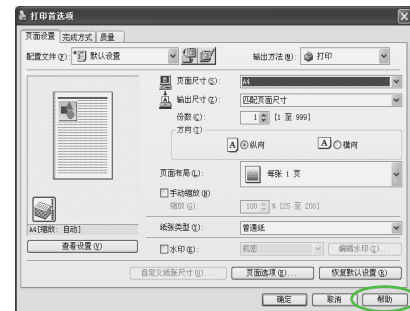 打印首选项
页面设置 完成方式 质量
配置文件(F): 默认设置 输出方法(M): 打印
页面尺寸(S): A4
输出尺寸(Z): 匹配页面尺寸
份数(C): 1 [1 至 999]
方向(T)
A 纵向 A 横向
页面布局(L): 每张 1 页
手动缩放(N)
缩放(G): 100 % [25 至 200]
A4[缩放: 自动]
纸张类型(Y): 普通纸
查看设置(V)
水印(W): 机密 编辑水印(I)...
自定义纸张尺寸(U)... 页面选项(E)... 恢复默认设置(R)
确定 取消 帮助